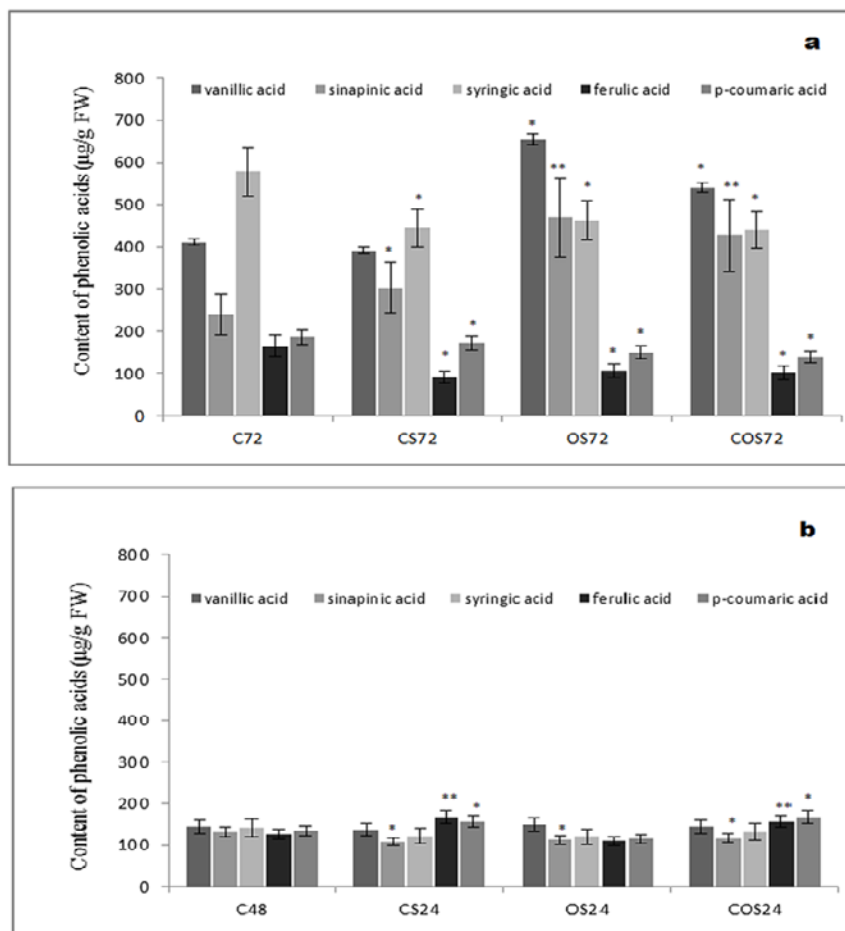 a
800
vanillic acid sinapinic acid syringic acid ferulic acid p-coumaric acid
700
600
500
400
300
200
100
0
Content of phenolic acids (µg/g FW)
* * * * * ** * * * * ** * * *
C72 CS72 OS72 COS72
b
800
700
vanillic acid sinapinic acid syringic acid ferulic acid p-coumaric acid
600
500
400
300
200
100
0
Content of phenolic acids (µg/g FW)
* ** * * * ** *
C48 CS24 OS24 COS24